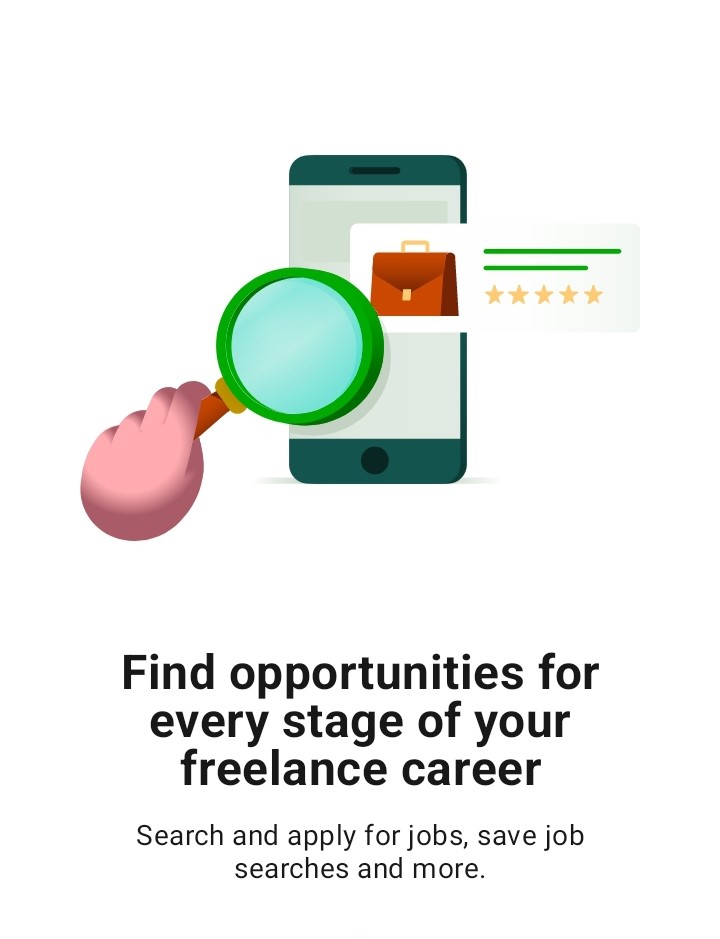 Find opportunities for
every stage of your
freelance career
Search and apply for jobs, save job
searches and more.